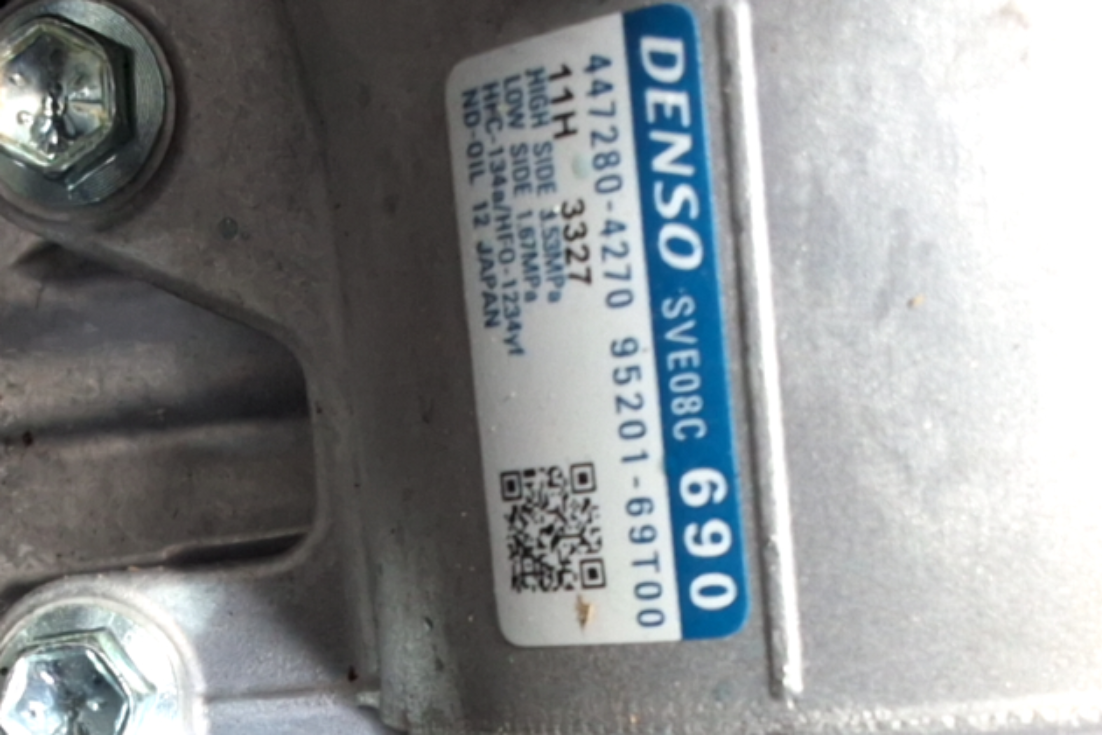 DENSO SVE08C 690
447280-4270 95201-69T00
11H 3327
HIGH SIDE 3.53MPa
LOW SIDE 1.67MPa
HHC-134a/HFO-1234yf
ND-OIL 12 JAPAN